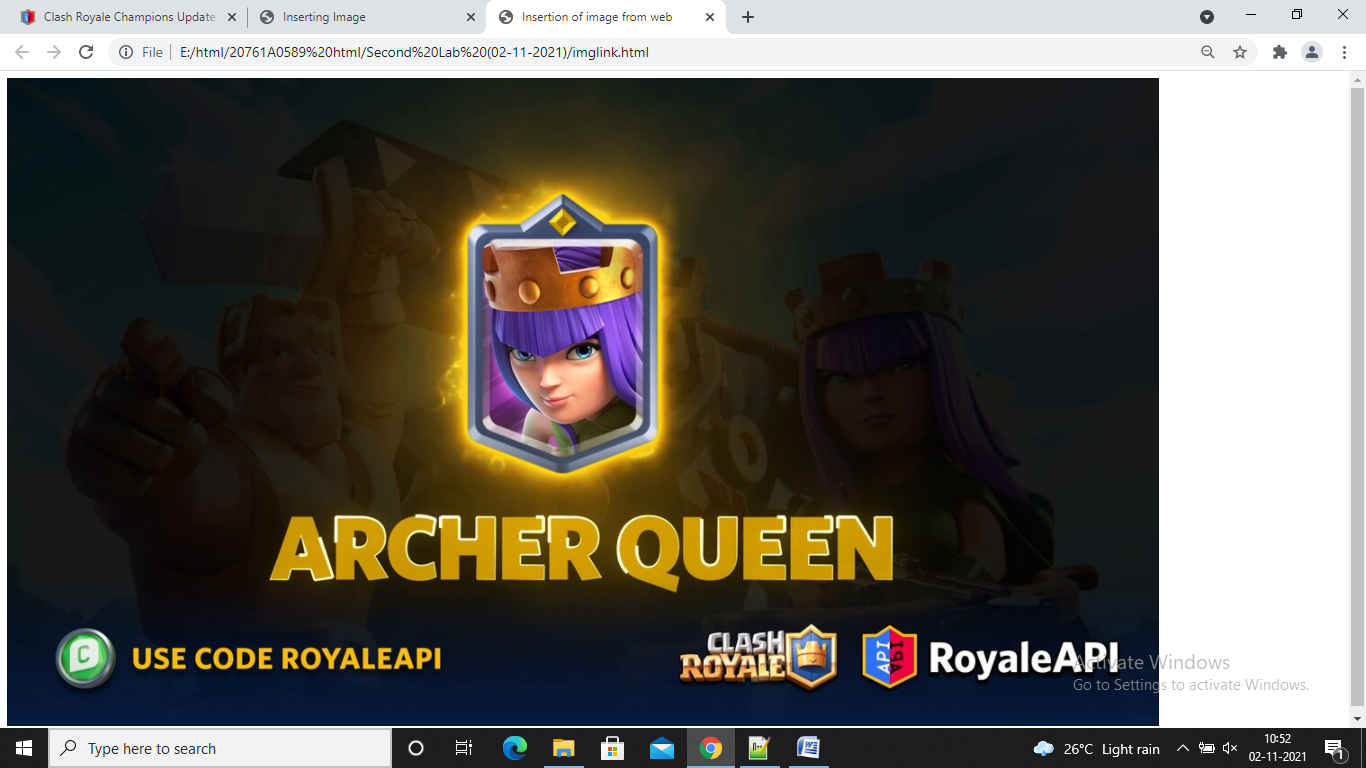 Clash Royale Champions Update
Inserting Image
Insertion of image from web
File
E:/html/20761A0589%20html/Second%20Lab%20(02-11-2021)/imglink.html
ARCHER QUEEN
C
USE CODE ROYALEAPI
CLASH
ROYALE
API
API
RoyaleAPI
Activate Windows
Go to Settings to activate Windows.
Type here to search
26°C Light rain
10:52
02-11-2021
1